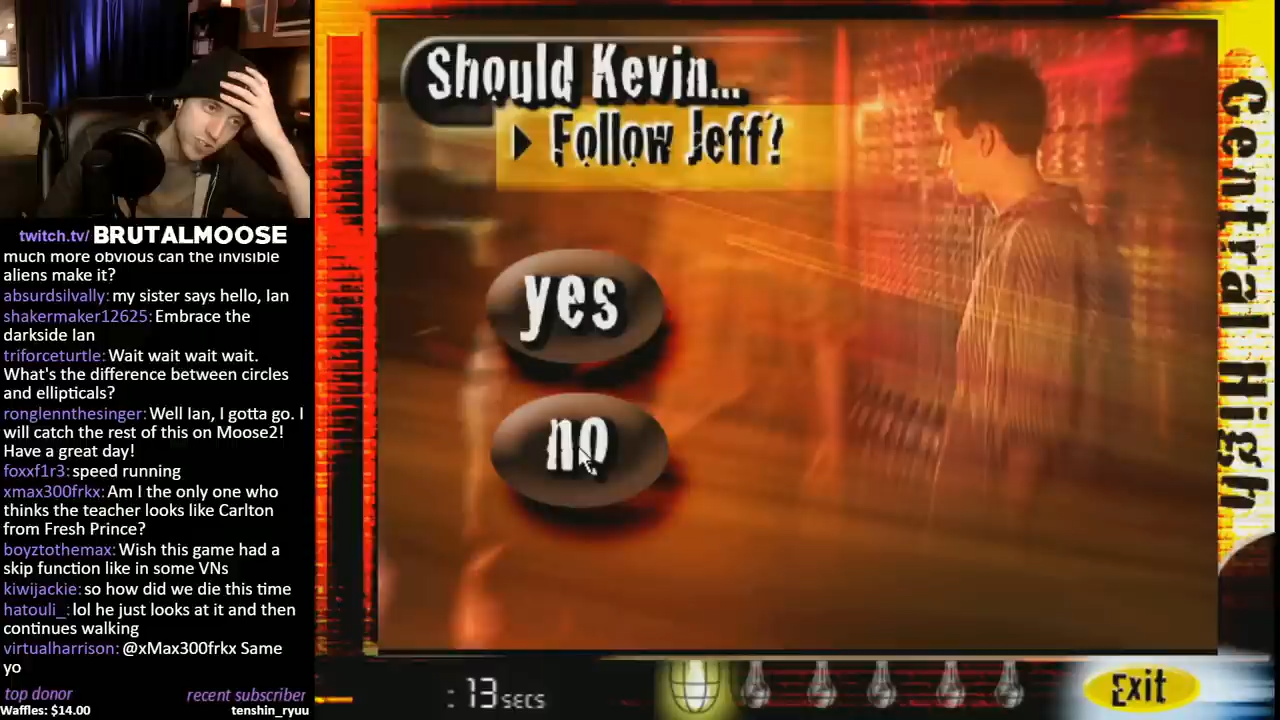 Should Kevin...
Follow Jeff?
yes
no
Central High
:13 SECS
Exit
twitch.tv/ BRUTALMOOSE
much more obvious can the invisible
aliens make it?
absurdsilvally: my sister says hello, Ian
shakermaker12625: Embrace the
darkside Ian
triforceturtle: Wait wait wait wait.
What's the difference between circles
and ellipticals?
ronglennthesinger: Well Ian, I gotta go. I
will catch the rest of this on Moose2!
Have a great day!
foxxf1r3: speed running
xmax300frkx: Am I the only one who
thinks the teacher looks like Carlton
from Fresh Prince?
boyztothemax: Wish this game had a
skip function like in some VNs
kiwijackie: so how did we die this time
hatouli_: lol he just looks at it and then
continues walking
virtualharrison: @xMax300frkx Same
yo
top donor recent subscriber
Waffles: $14.00 tenshin_ryuu